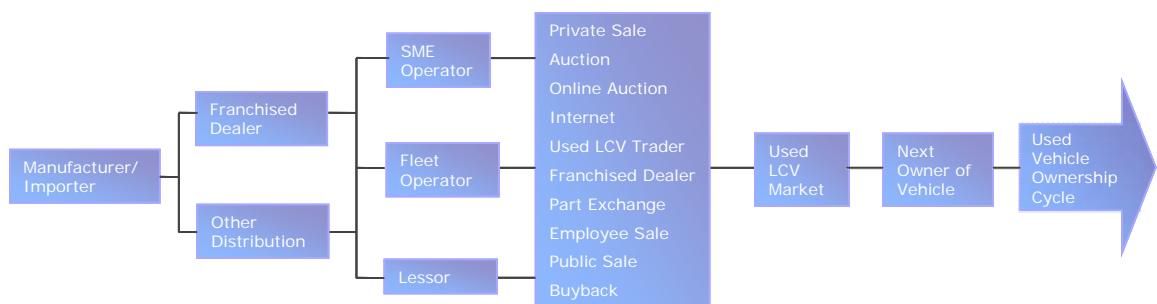 Manufacturer/
Importer
Franchised
Dealer
Other
Distribution
SME
Operator
Fleet
Operator
Lessor
Private Sale
Auction
Online Auction
Internet
Used LCV Trader
Franchised Dealer
Part Exchange
Employee Sale
Public Sale
Buyback
Used
LCV
Market
Next
Owner of
Vehicle
Used
Vehicle
Ownership
Cycle